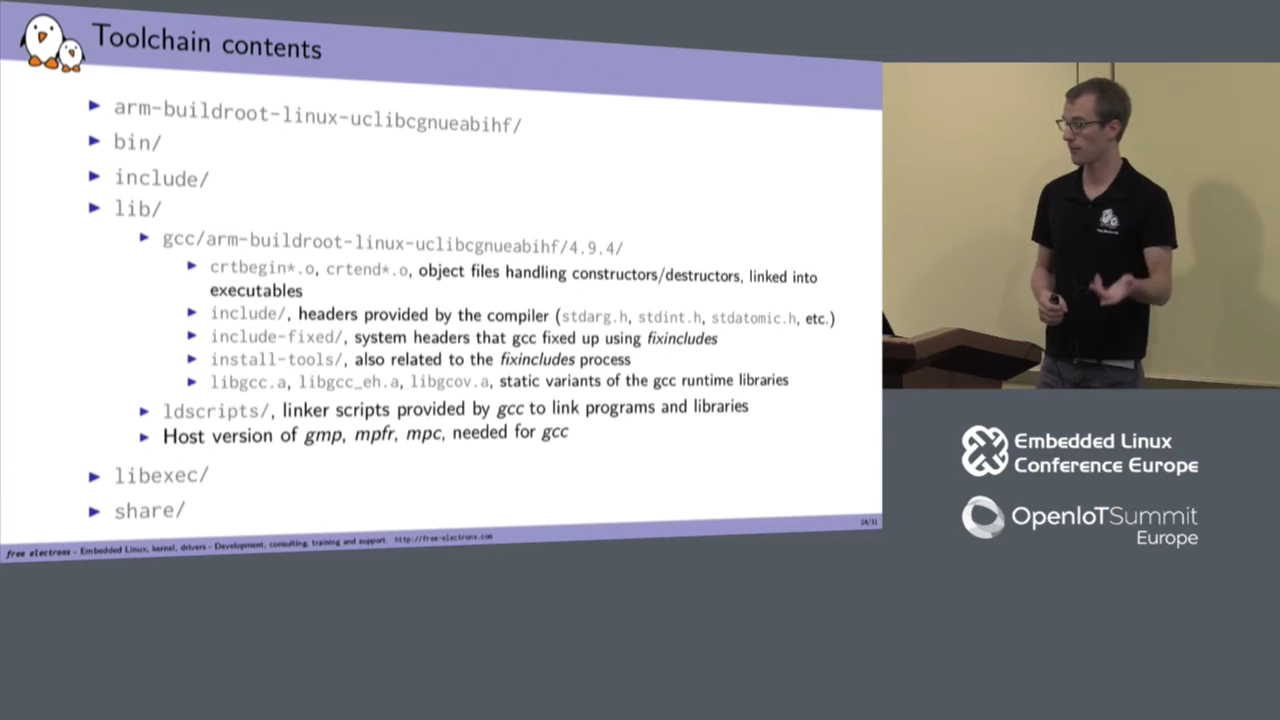 Toolchain contents
arm-buildroot-linux-uclibcgnueabihf/
bin/
include/
lib/
gcc/arm-buildroot-linux-uclibcgnueabihf/4.9.4/
crtbegin*.o, crtend*.o, object files handling constructors/destructors, linked into
executables
include/, headers provided by the compiler (stdarg.h, stdint.h, stdatomic.h, etc.)
include-fixed/, system headers that gcc fixed up using fixincludes
install-tools/, also related to the fixincludes process
libgcc.a, libgcc_eh.a, libgcov.a, static variants of the gcc runtime libraries
ldscripts/, linker scripts provided by gcc to link programs and libraries
Host version of gmp, mpfr, mpc, needed for gcc
libexec/
share/
free electrons - Embedded Linux, kernel, drivers - Development, consulting, training and support. http://free-electrons.com
Embedded Linux
Conference Europe
OpenIoTSummit
Europe